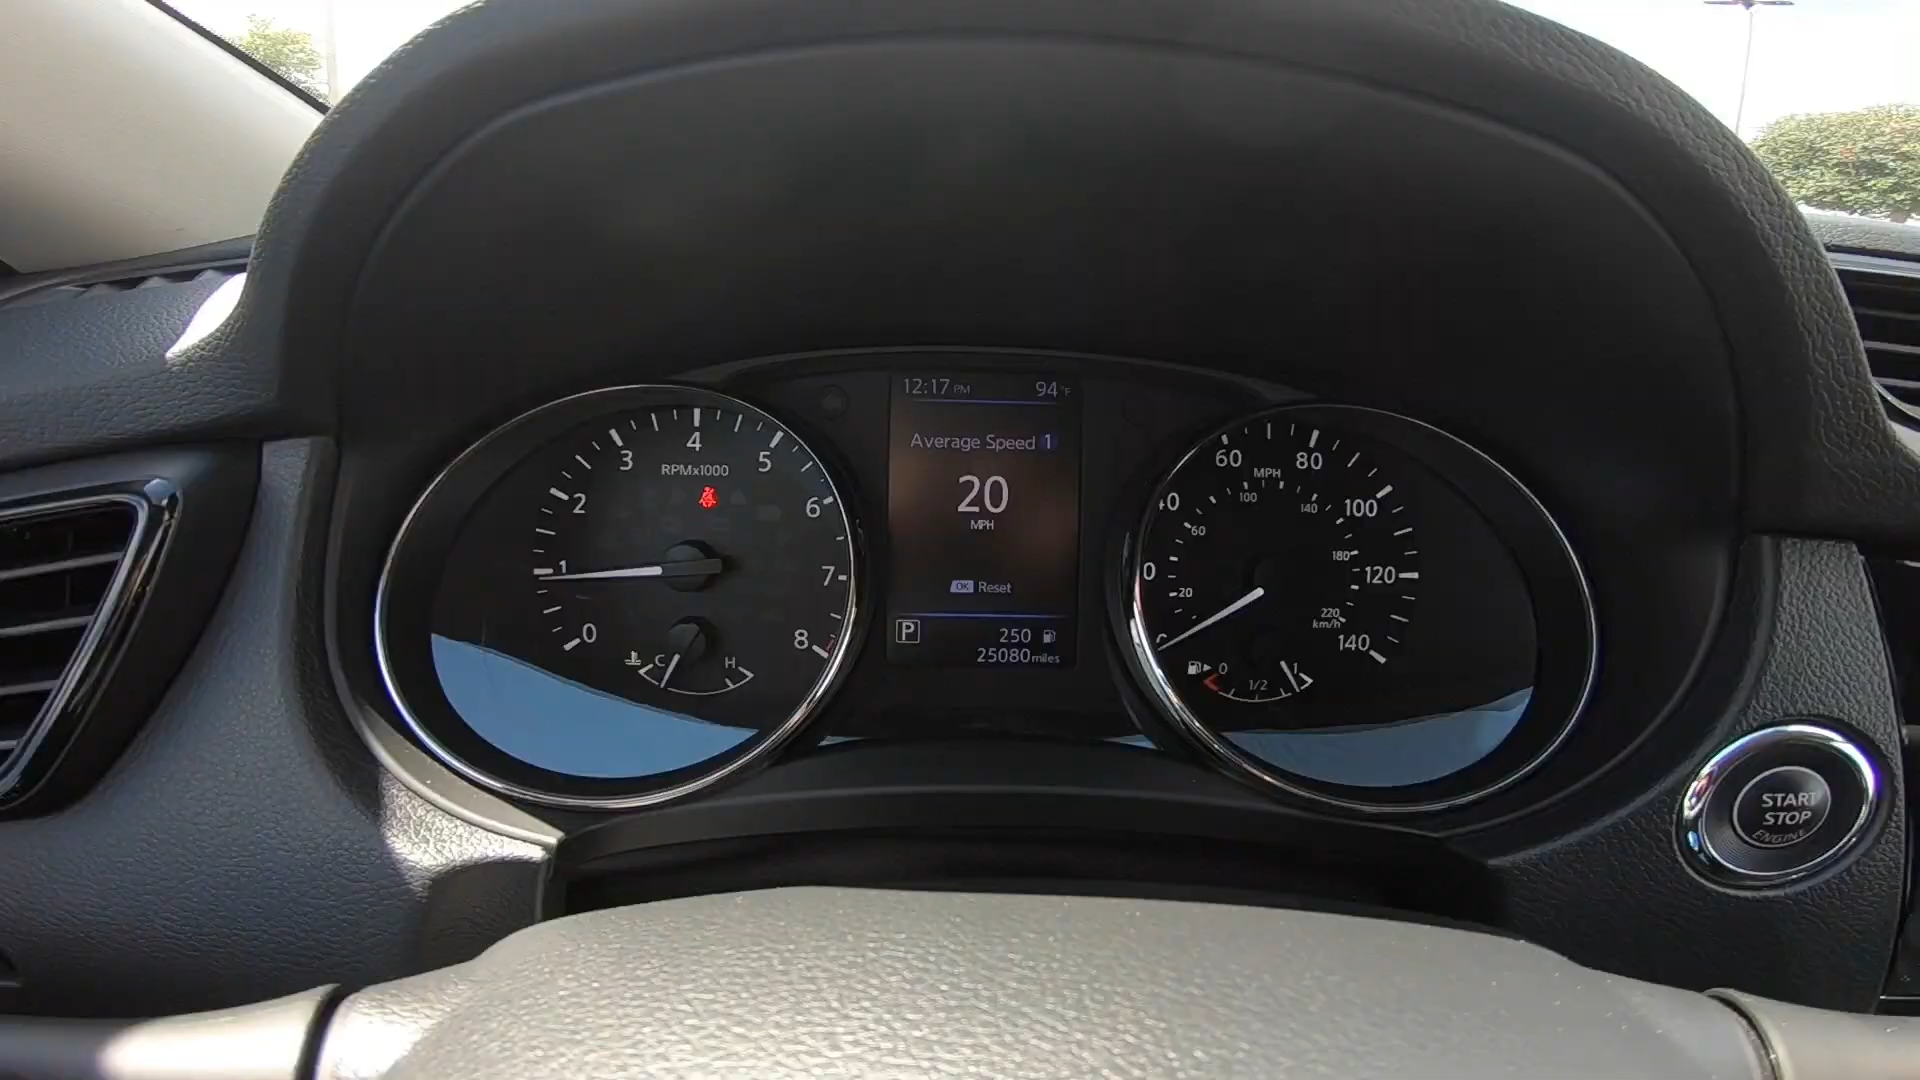 12:17 PM 94 °F
Average Speed 1
20
MPH
OK Reset
P 250
25080 miles
0 1 2 3 4 5 6 7 8
RPMx1000
C H
60 80 100 120 140
MPH
20 60 100 140 180 220
km/h
0 1/2 1
START
STOP
ENGINE